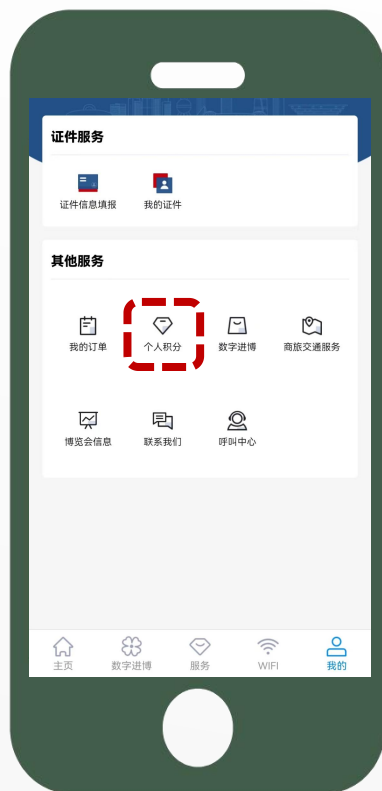 证件服务
证件信息填报 我的证件
其他服务
我的订单 个人积分 数字进博 商旅交通服务
博览会信息 联系我们 呼叫中心
主页 数字进博 服务 WIFI 我的